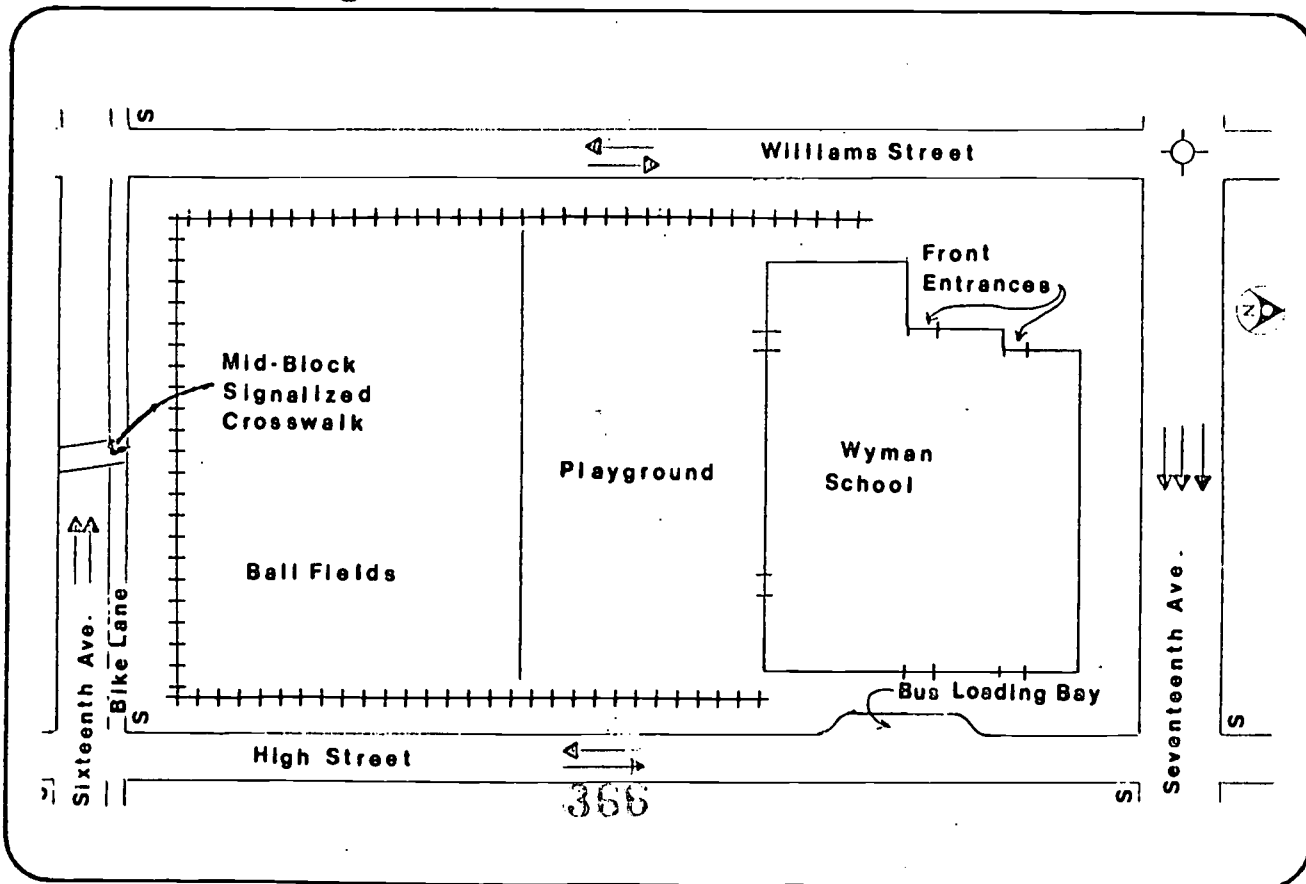 S
Williams Street
Front
Entrances
N
Mid-Block
Signalized
Crosswalk
Wyman
School
Playground
Ball Fields
Sixteenth Ave.
Bike Lane
Seventeenth Ave.
Bus Loading Bay
S
S
High Street
S
S
366